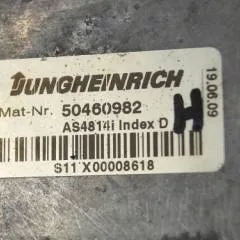 JUNGHEINRICH
19.06.09
Mat-Nr. 50460982
AS4814i Index D H
S11 X00008618